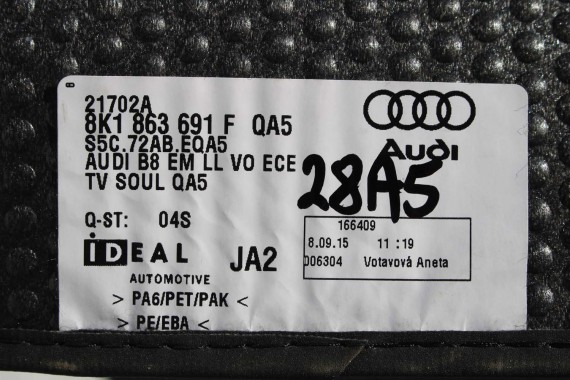 21702A
8K1 863 691 F QA5
S5C.72AB.EQA5
AUDI B8 EM LL VO ECE
TV SOUL QA5
Audi
28A5
Q-ST: 04S
iDEAL
AUTOMOTIVE
JA2
166409
8.09.15 11:19
006304 Votavová Aneta
> PA6/PET/PAK <
> PE/EBA <